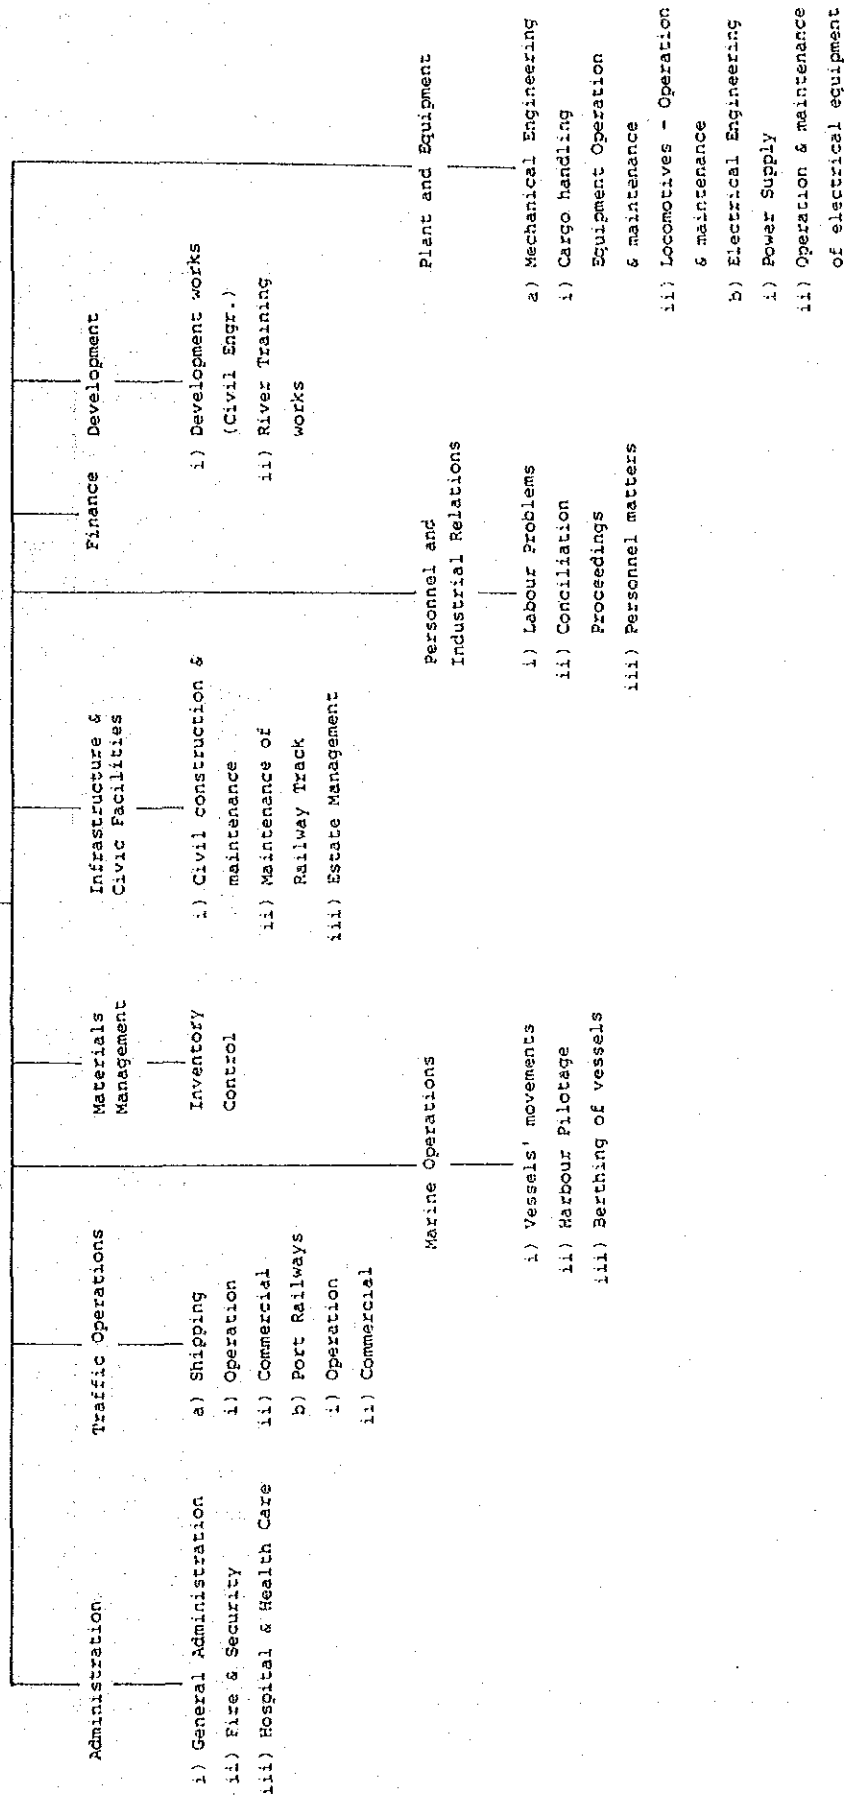 Administration
i) General Administration
ii) Fire & Security
iii) Hospital & Health Care
Traffic Operations
a) Shipping
i) Operation
ii) Commercial
b) Port Railways
i) Operation
ii) Commercial
Marine Operations
i) Vessels' movements
ii) Harbour Pilotage
iii) Berthing of vessels
Materials
Management
Inventory
Control
Infrastructure &
Civic Facilities
i) Civil construction &
maintenance
ii) Maintenance of
Railway Track
iii) Estate Management
Personnel and
Industrial Relations
i) Labour Problems
ii) Conciliation
Proceedings
iii) Personnel matters
Finance
Development
i) Development works
(Civil Engr.)
ii) River Training
works
Plant and Equipment
a) Mechanical Engineering
i) Cargo handling
Equipment Operation
& maintenance
ii) Locomotives - Operation
& maintenance
b) Electrical Engineering
i) Power Supply
ii) Operation & maintenance
of electrical equipment